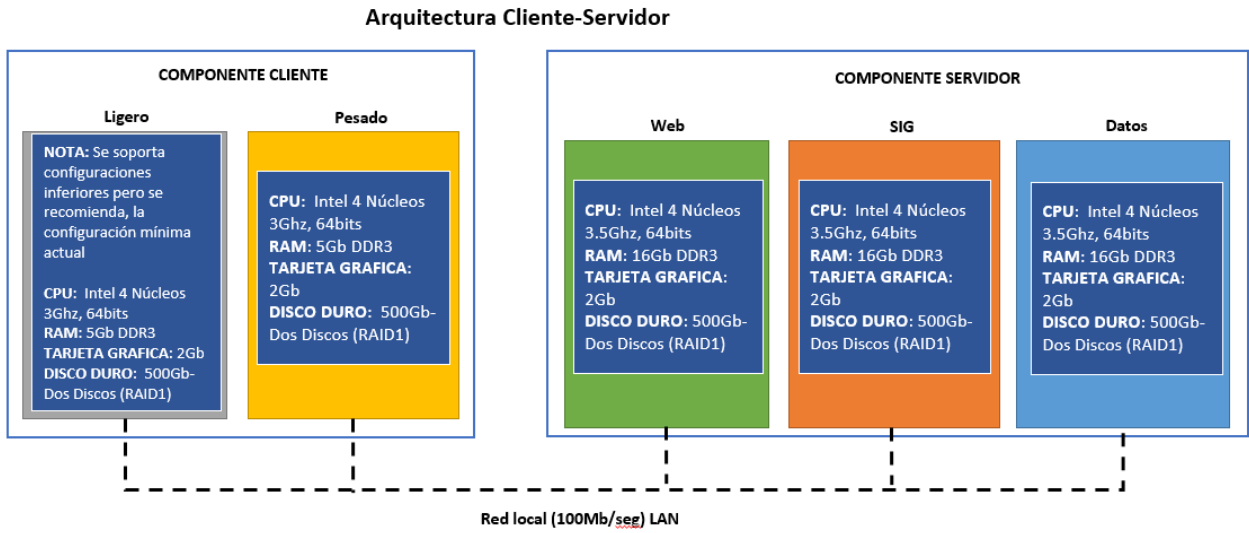 Arquitectura Cliente-Servidor
COMPONENTE CLIENTE
Ligero
NOTA: Se soporta
configuraciones
inferiores pero se
recomienda, la
configuración mínima
actual
CPU: Intel 4 Núcleos
3Ghz, 64bits
RAM: 5Gb DDR3
TARJETA GRAFICA: 2Gb
DISCO DURO: 500Gb-
Dos Discos (RAID1)
Pesado
CPU: Intel 4 Núcleos
3Ghz, 64bits
RAM: 5Gb DDR3
TARJETA GRAFICA:
2Gb
DISCO DURO: 500Gb-
Dos Discos (RAID1)
COMPONENTE SERVIDOR
Web
CPU: Intel 4 Núcleos
3.5Ghz, 64bits
RAM: 16Gb DDR3
TARJETA GRAFICA:
2Gb
DISCO DURO: 500Gb-
Dos Discos (RAID1)
SIG
CPU: Intel 4 Núcleos
3.5Ghz, 64bits
RAM: 16Gb DDR3
TARJETA GRAFICA:
2Gb
DISCO DURO: 500Gb-
Dos Discos (RAID1)
Datos
CPU: Intel 4 Núcleos
3.5Ghz, 64bits
RAM: 16Gb DDR3
TARJETA GRAFICA:
2Gb
DISCO DURO: 500Gb-
Dos Discos (RAID1)
Red local (100Mb/seg) LAN